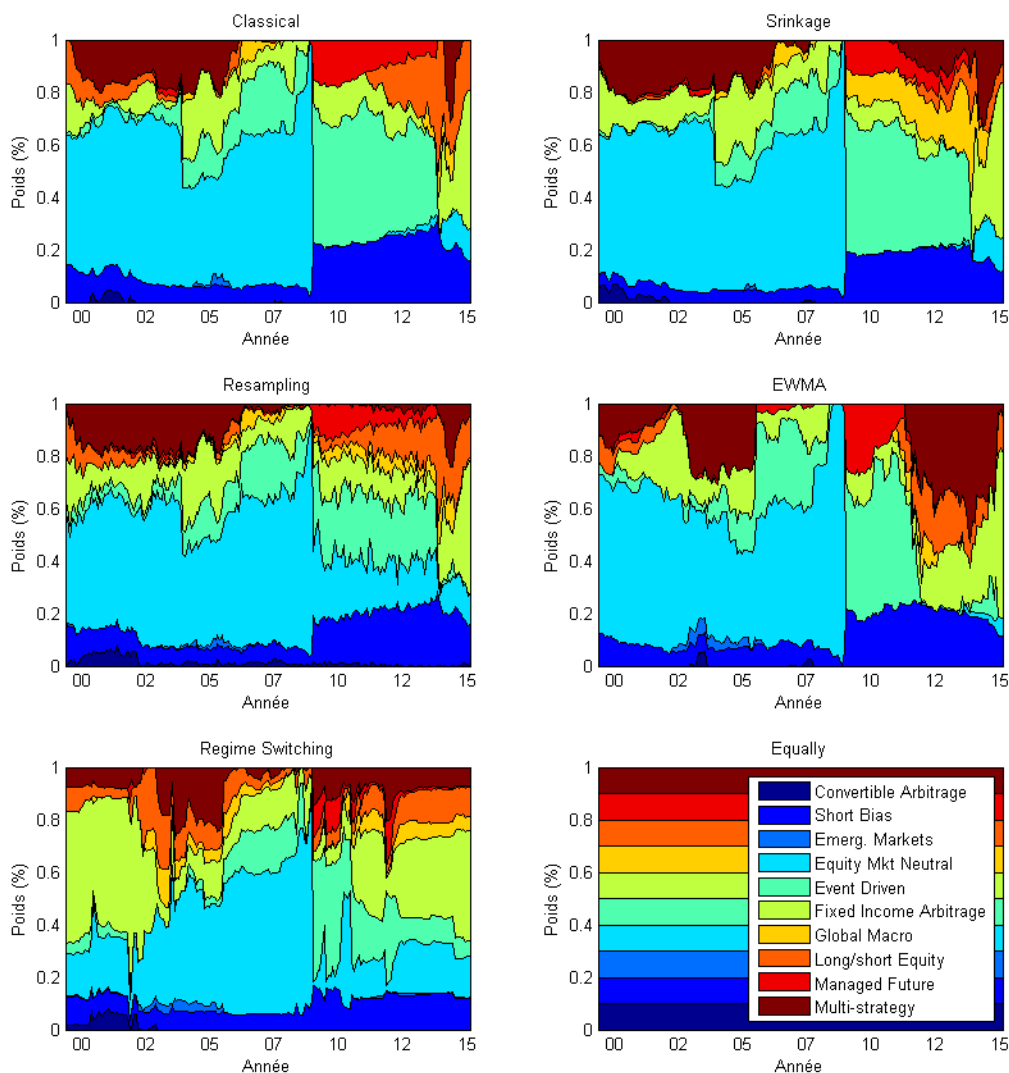 Classical
Srinkage
1
0.8
0.6
0.4
0.2
0
Poids (%)
00 02 05 07 10 12 15
Année
1
0.8
0.6
0.4
0.2
0
Poids (%)
00 02 05 07 10 12 15
Année
Resampling
EWMA
1
0.8
0.6
0.4
0.2
0
Poids (%)
00 02 05 07 10 12 15
Année
1
0.8
0.6
0.4
0.2
0
Poids (%)
00 02 05 07 10 12 15
Année
Regime Switching
Equally
1
0.8
0.6
0.4
0.2
0
Poids (%)
00 02 05 07 10 12 15
Année
1
0.8
0.6
0.4
0.2
0
Poids (%)
Convertible Arbitrage
Short Bias
Emerg. Markets
Equity Mkt Neutral
Event Driven
Fixed Income Arbitrage
Global Macro
Long/short Equity
Managed Future
Multi-strategy
00 02 05 07 10 12 15
Année